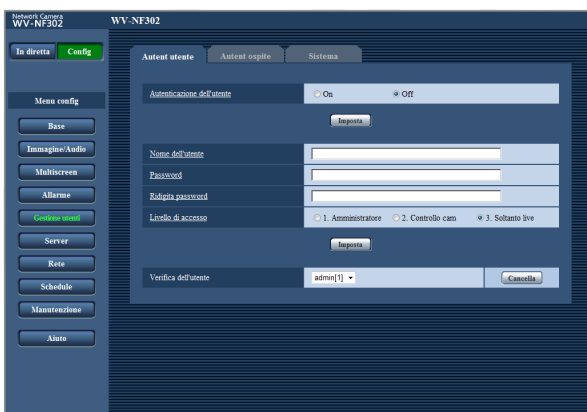 Network Camera
WV-NF302
WV-NF302
In diretta Config
Autent utente Autent ospite Sistema
Autenticazione dell'utente On Off
Menu config
Imposta
Base
Immagine/Audio
Nome dell'utente
Multiscreen
Password
Allarme
Ridigita password
Gestione utenti
Livello di accesso 1. Amministratore 2. Controllo cam 3. Soltanto live
Server
Imposta
Rete
Verifica dell'utente admin[1] Cancella
Schedule
Manutenzione
Aiuto